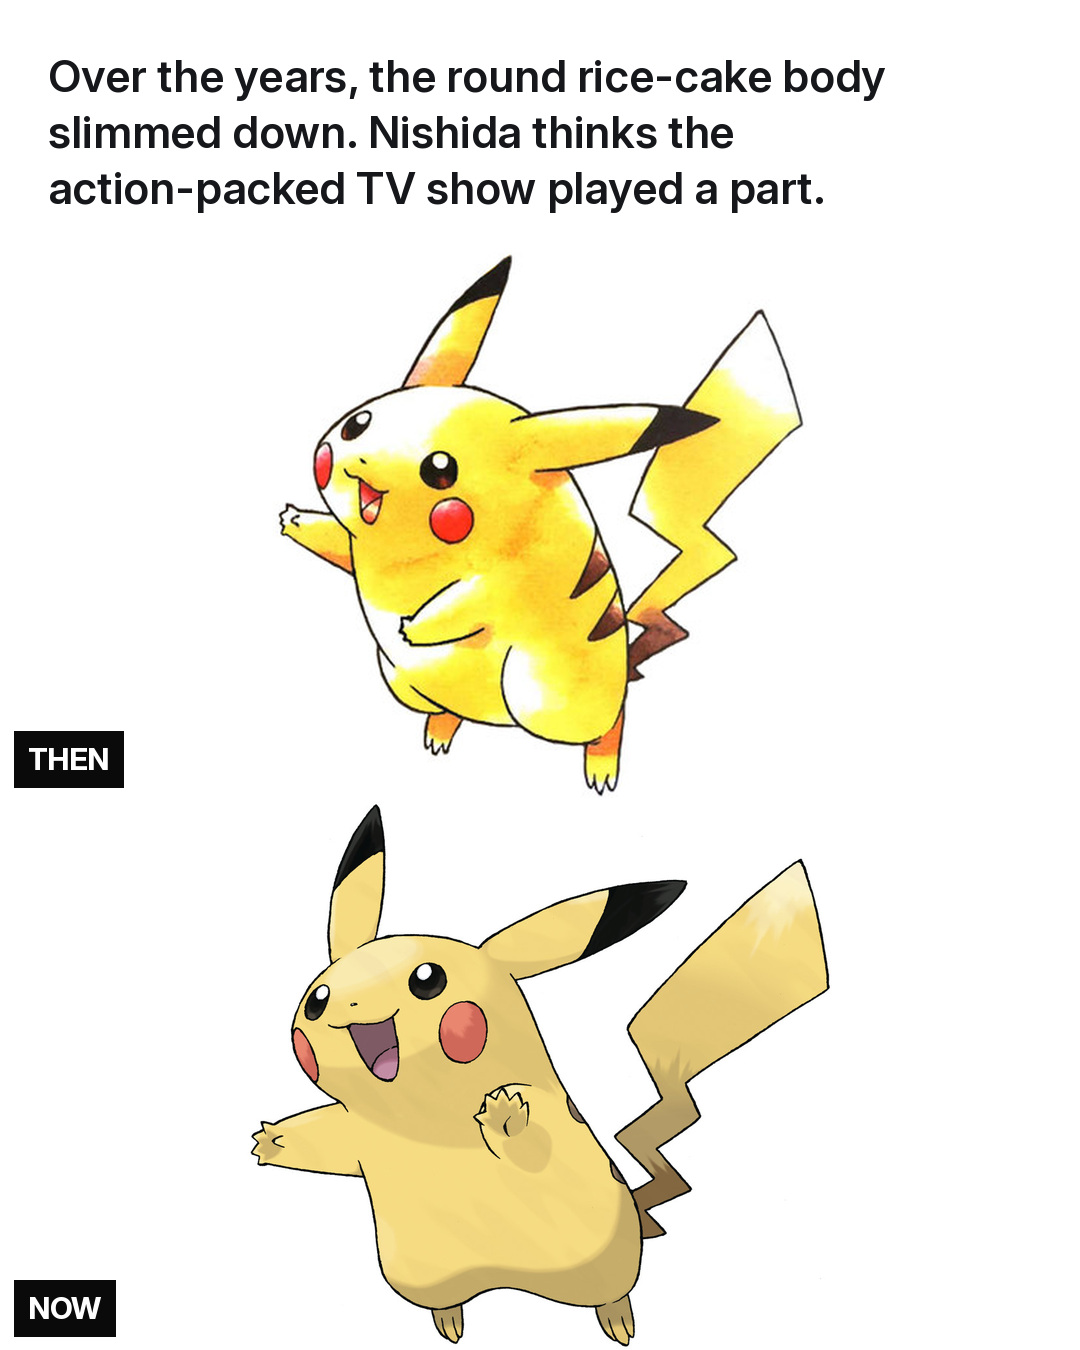 Over the years, the round rice-cake body
slimmed down. Nishida thinks the
action-packed TV show played a part.
THEN
NOW